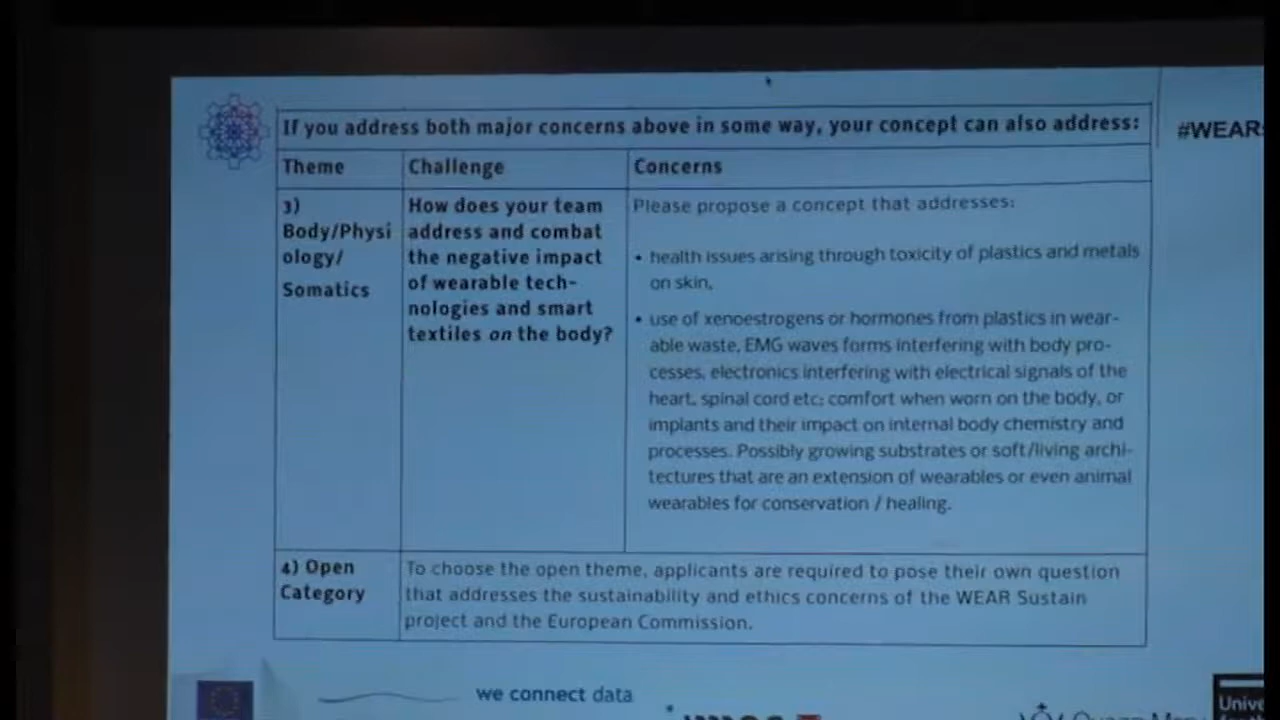 If you address both major concerns above in some way, your concept can also address:
#WEAR
Theme
Challenge
Concerns
3)
Body/Physi
ology/
Somatics
How does your team
address and combat
the negative impact
of wearable tech-
nologies and smart
textiles on the body?
Please propose a concept that addresses:
• health issues arising through toxicity of plastics and metals
on skin,
• use of xenoestrogens or hormones from plastics in wear-
able waste, EMG waves forms interfering with body pro-
cesses, electronics interfering with electrical signals of the
heart, spinal cord etc; comfort when worn on the body, or
implants and their impact on internal body chemistry and
processes. Possibly growing substrates or soft/living archi-
tectures that are an extension of wearables or even animal
wearables for conservation / healing.
4) Open
Category
To choose the open theme, applicants are required to pose their own question
that addresses the sustainability and ethics concerns of the WEAR Sustain
project and the European Commission.
we connect data
Unive